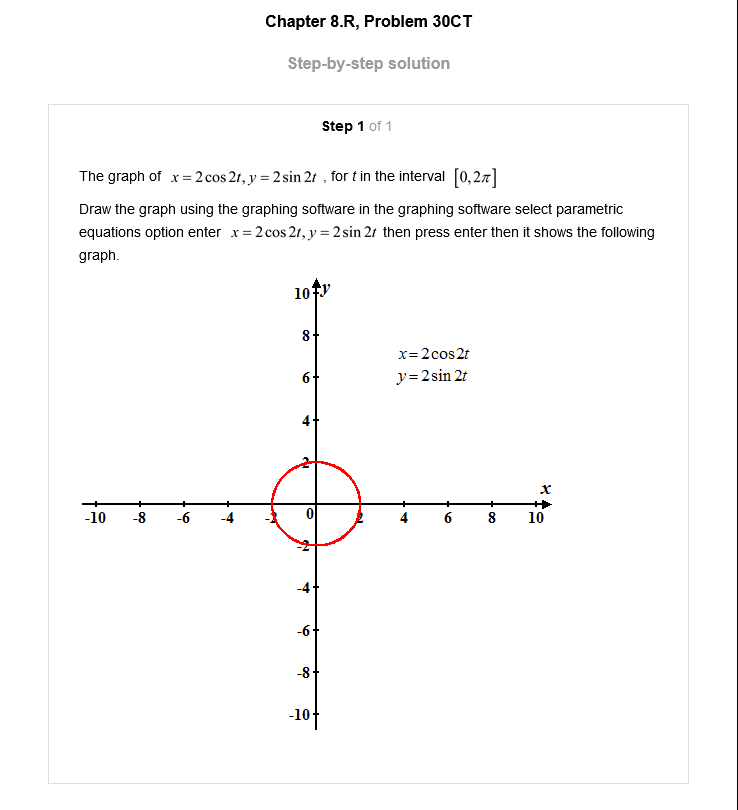 Chapter 8.R, Problem 30CT
Step-by-step solution
Step 1 of 1
The graph of x = 2 cos 2t, y = 2 sin 2t , for t in the interval [0, 2π]
Draw the graph using the graphing software in the graphing software select parametric
equations option enter x = 2 cos 2t, y = 2 sin 2t then press enter then it shows the following
graph.
10 y
8
x = 2 cos 2t
6
y = 2 sin 2t
4
2
x
-10 -8 -6 -4 -2 0 2 4 6 8 10
-2
-4
-6
-8
-10